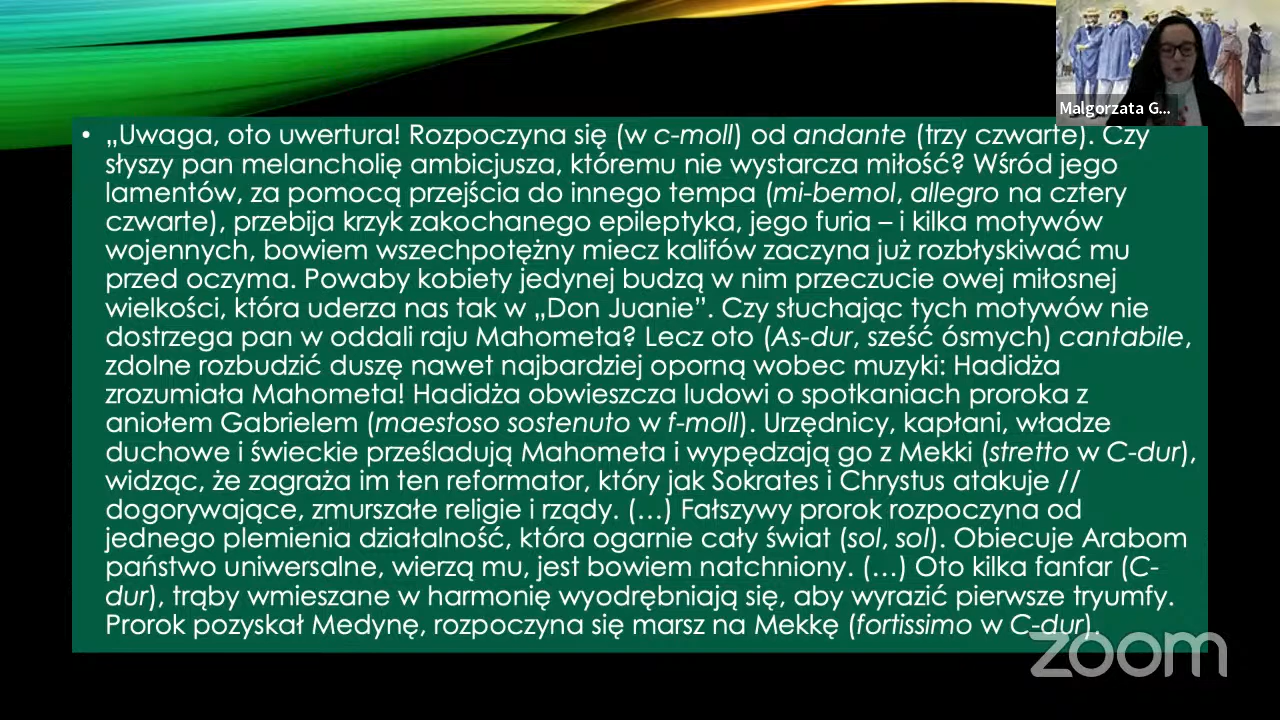 Malgorzata G...
• „Uwaga, oto uwertura! Rozpoczyna się (w c-moll) od andante (trzy czwarte). Czy
słyszy pan melancholię ambicjusza, któremu nie wystarcza miłość? Wśród jego
lamentów, za pomocą przejścia do innego tempa (mi-bemol, allegro na cztery
czwarte), przebija krzyk zakochanego epileptyka, jego furia – i kilka motywów
wojennych, bowiem wszechpotężny miecz kalifów zaczyna już rozbłyskiwać mu
przed oczyma. Powaby kobiety jedynej budzą w nim przeczucie owej miłosnej
wielkości, która uderza nas tak w „Don Juanie”. Czy słuchając tych motywów nie
dostrzega pan w oddali raju Mahometa? Lecz oto (As-dur, sześć ósmych) cantabile,
zdolne rozbudzić duszę nawet najbardziej oporną wobec muzyki: Hadidża
zrozumiała Mahometa! Hadidża obwieszcza ludowi o spotkaniach proroka z
aniołem Gabrielem (maestoso sostenuto w f-moll). Urzędnicy, kapłani, władze
duchowe i świeckie prześladują Mahometa i wypędzają go z Mekki (stretto w C-dur),
widząc, że zagraża im ten reformator, który jak Sokrates i Chrystus atakuje //
dogorywające, zmurszałe religie i rządy. (…) Fałszywy prorok rozpoczyna od
jednego plemienia działalność, która ogarnie cały świat (sol, sol). Obiecuje Arabom
państwo uniwersalne, wierzą mu, jest bowiem natchniony. (…) Oto kilka fanfar (C-
dur), trąby wmieszane w harmonię wyodrębniają się, aby wyrazić pierwsze tryumfy.
Prorok pozyskał Medynę, rozpoczyna się marsz na Mekkę (fortissimo w C-dur).
zoom